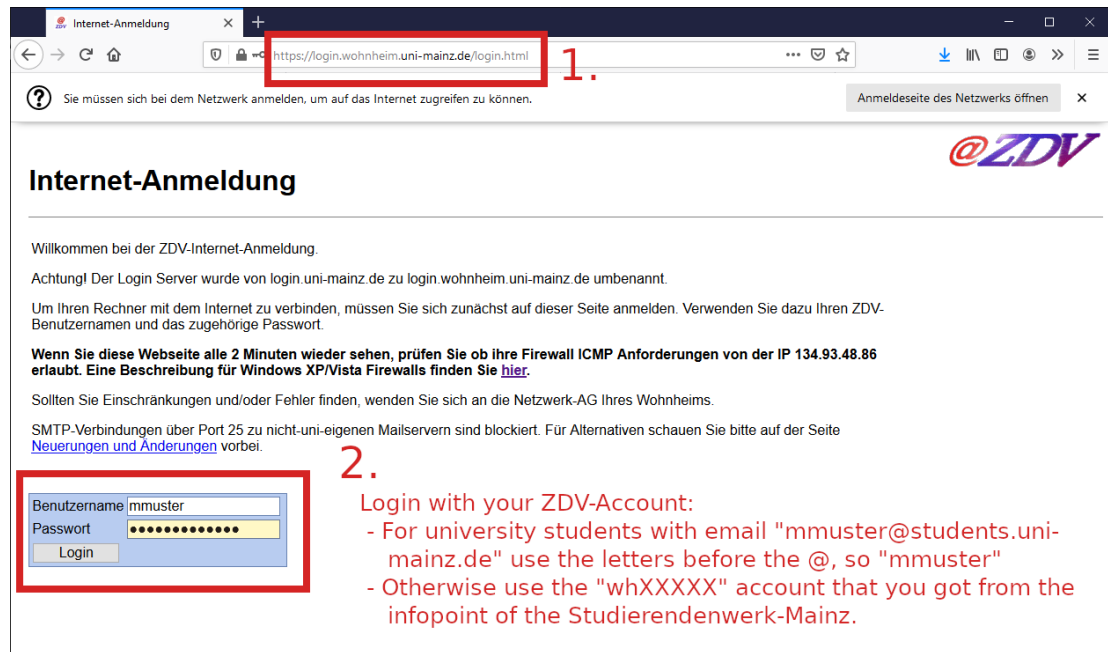 ZDV Internet-Anmeldung
https://login.wohnheim.uni-mainz.de/login.html
1.
Sie müssen sich bei dem Netzwerk anmelden, um auf das Internet zugreifen zu können.
Anmeldeseite des Netzwerks öffnen
@ZDV
Internet-Anmeldung
Willkommen bei der ZDV-Internet-Anmeldung.
Achtung! Der Login Server wurde von login.uni-mainz.de zu login.wohnheim.uni-mainz.de umbenannt.
Um Ihren Rechner mit dem Internet zu verbinden, müssen Sie sich zunächst auf dieser Seite anmelden. Verwenden Sie dazu Ihren ZDV-
Benutzernamen und das zugehörige Passwort.
Wenn Sie diese Webseite alle 2 Minuten wieder sehen, prüfen Sie ob ihre Firewall ICMP Anforderungen von der IP 134.93.48.86
erlaubt. Eine Beschreibung für Windows XP/Vista Firewalls finden Sie hier.
Sollten Sie Einschränkungen und/oder Fehler finden, wenden Sie sich an die Netzwerk-AG Ihres Wohnheims.
SMTP-Verbindungen über Port 25 zu nicht-uni-eigenen Mailservern sind blockiert. Für Alternativen schauen Sie bitte auf der Seite
Neuerungen und Änderungen vorbei.
2.
Benutzername mmuster
Passwort ●●●●●●●●●●●●●
Login
Login with your ZDV-Account:
- For university students with email "mmuster@students.uni-
mainz.de" use the letters before the @, so "mmuster"
- Otherwise use the "whXXXXX" account that you got from the
infopoint of the Studierendenwerk-Mainz.